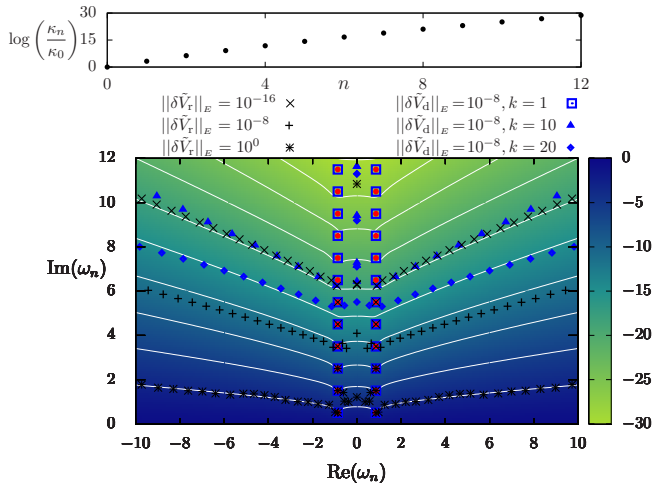 30
log (κn/κ0) 15
0
0 4 n 8 12
||δṼr||E = 10^−16 × ||δṼd||E = 10^−8, k = 1
||δṼr||E = 10^−8 + ||δṼd||E = 10^−8, k = 10
||δṼr||E = 10^0 ∗ ||δṼd||E = 10^−8, k = 20
12 0
10 −5
8 −10
Im(ωn)
6 −15
4 −20
2 −25
0 −30
−10 −8 −6 −4 −2 0 2 4 6 8 10
Re(ωn)